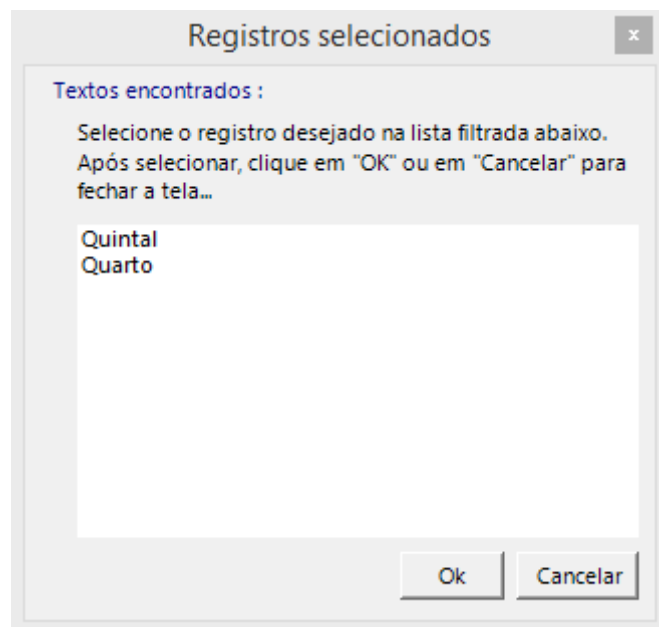 Registros selecionados
x
Textos encontrados :
Selecione o registro desejado na lista filtrada abaixo.
Após selecionar, clique em "OK" ou em "Cancelar" para
fechar a tela...
Quintal
Quarto
Ok Cancelar